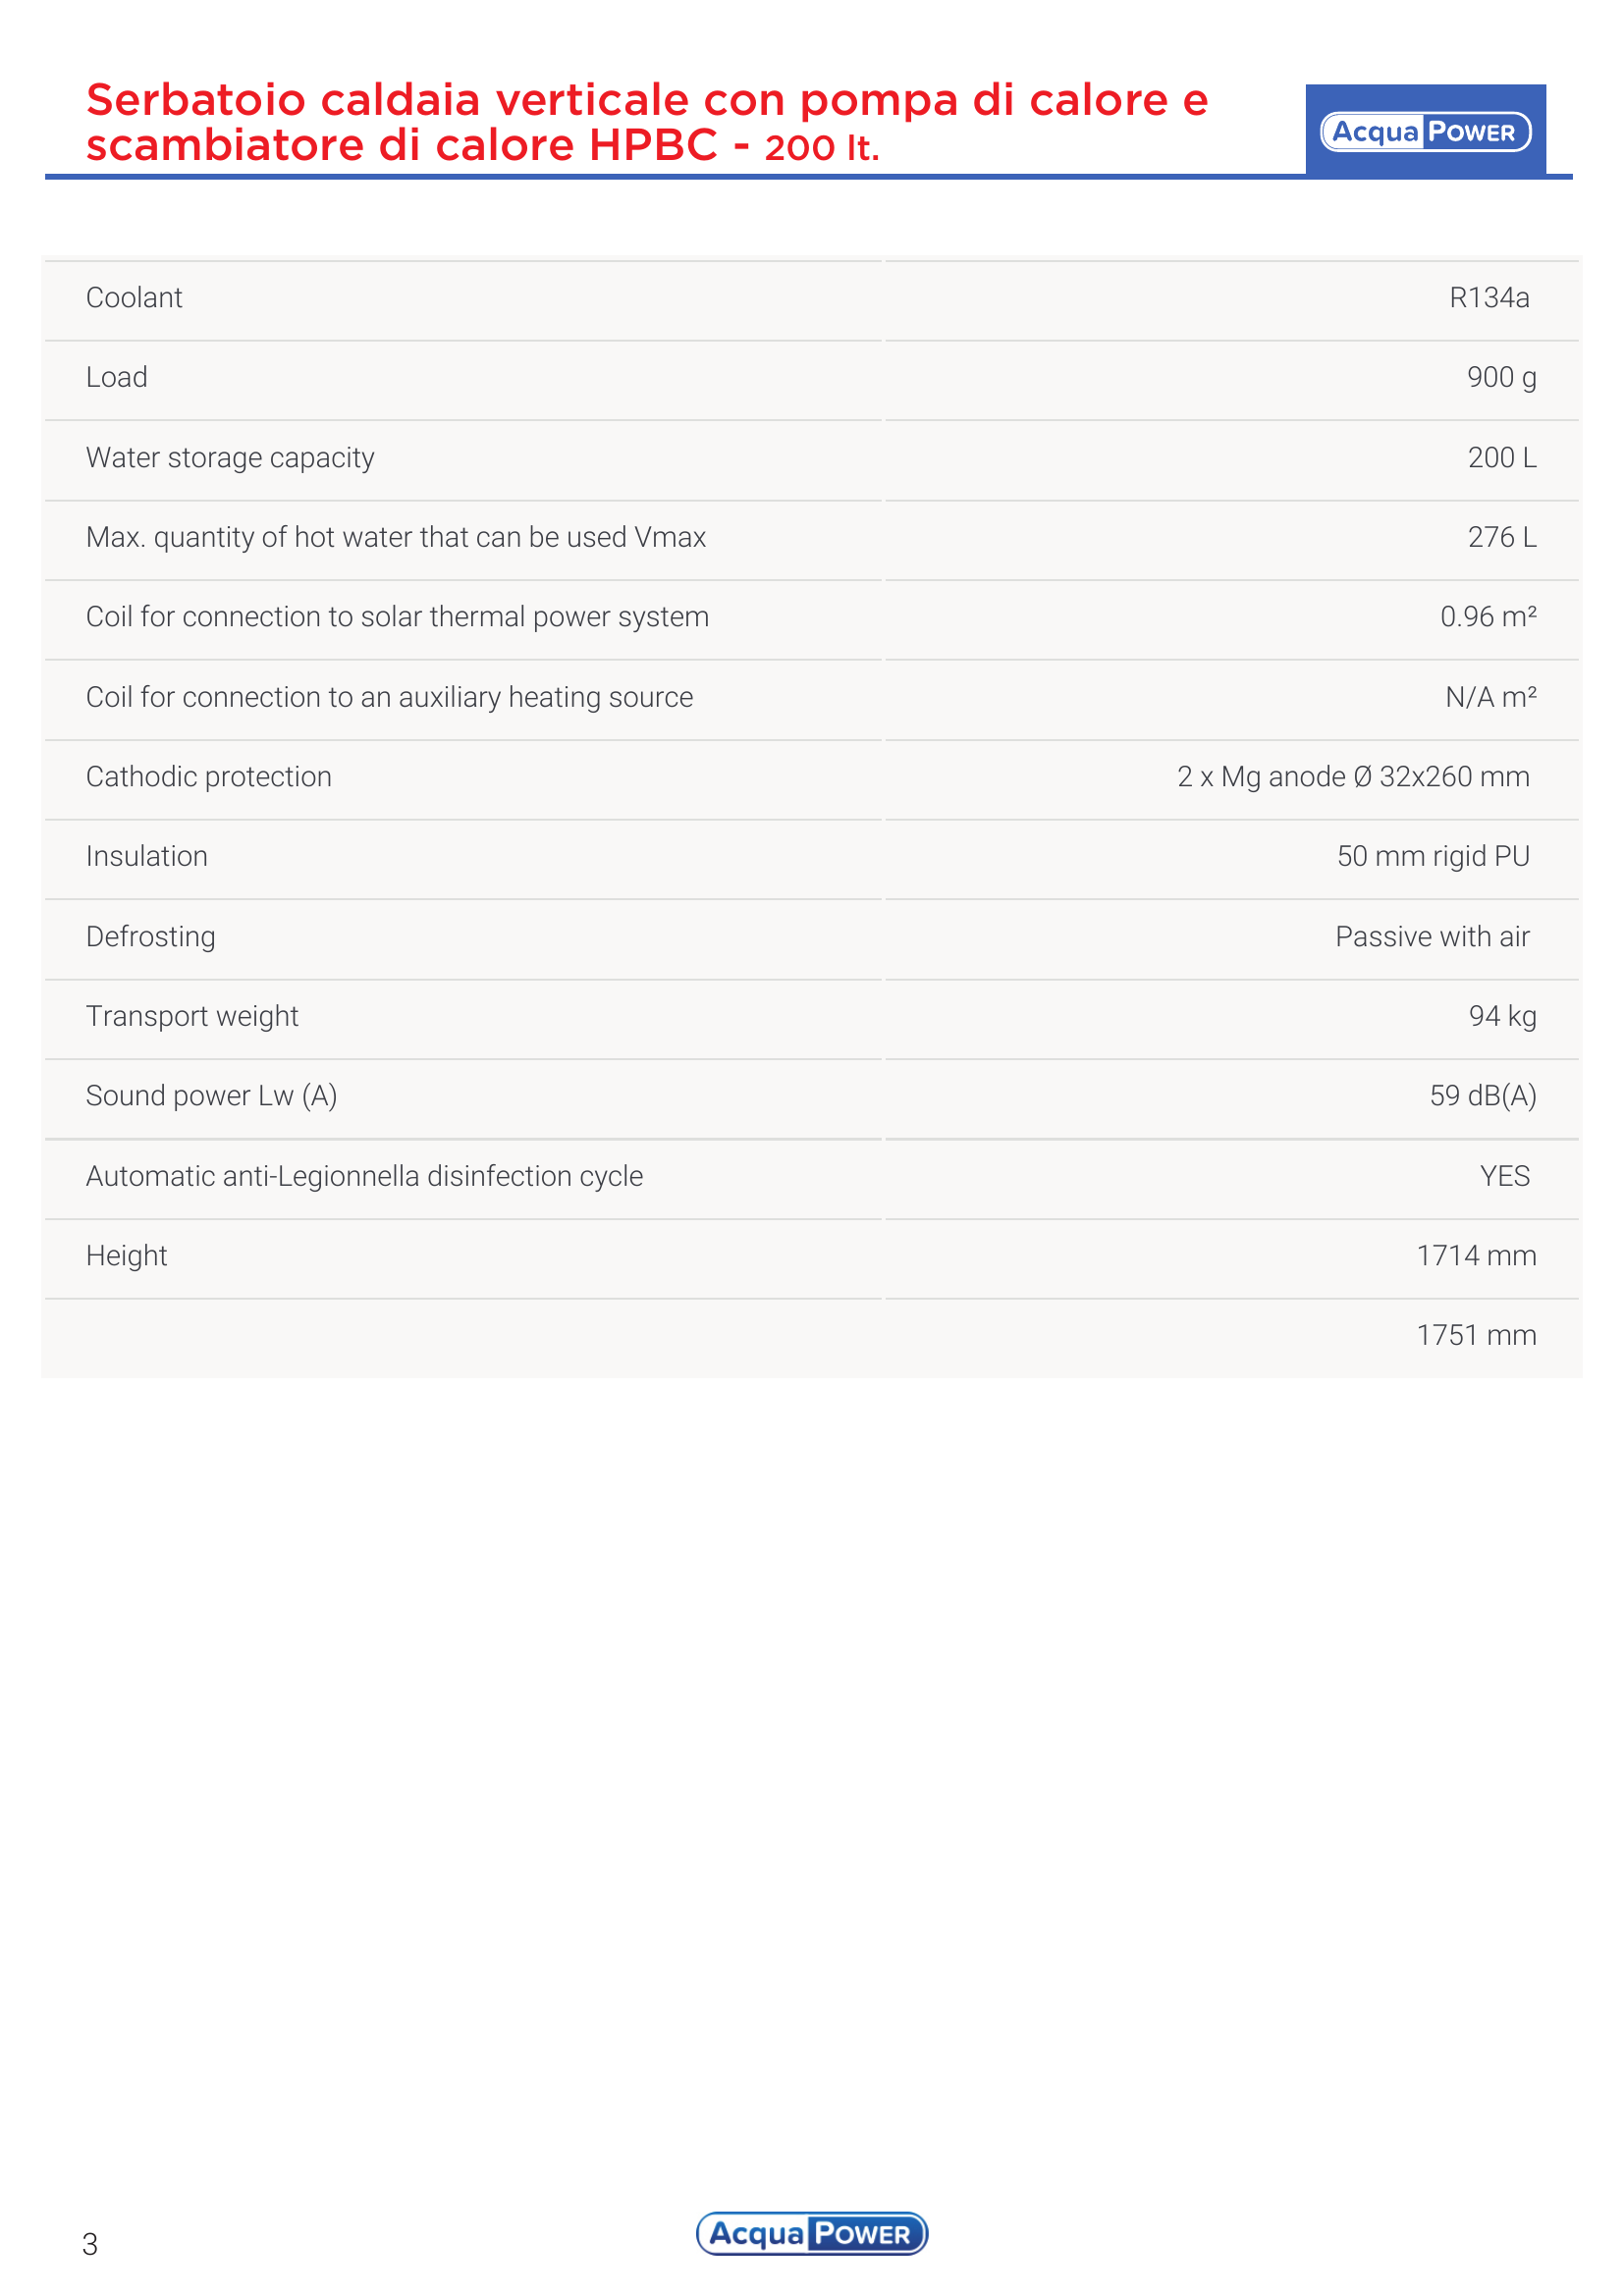 Serbatoio caldaia verticale con pompa di calore e
scambiatore di calore HPBC - 200 lt.
Acqua POWER
Coolant R134a
Load 900 g
Water storage capacity 200 L
Max. quantity of hot water that can be used Vmax 276 L
Coil for connection to solar thermal power system 0.96 m²
Coil for connection to an auxiliary heating source N/A m²
Cathodic protection 2 x Mg anode Ø 32x260 mm
Insulation 50 mm rigid PU
Defrosting Passive with air
Transport weight 94 kg
Sound power Lw (A) 59 dB(A)
Automatic anti-Legionnella disinfection cycle YES
Height 1714 mm
1751 mm
3
Acqua POWER